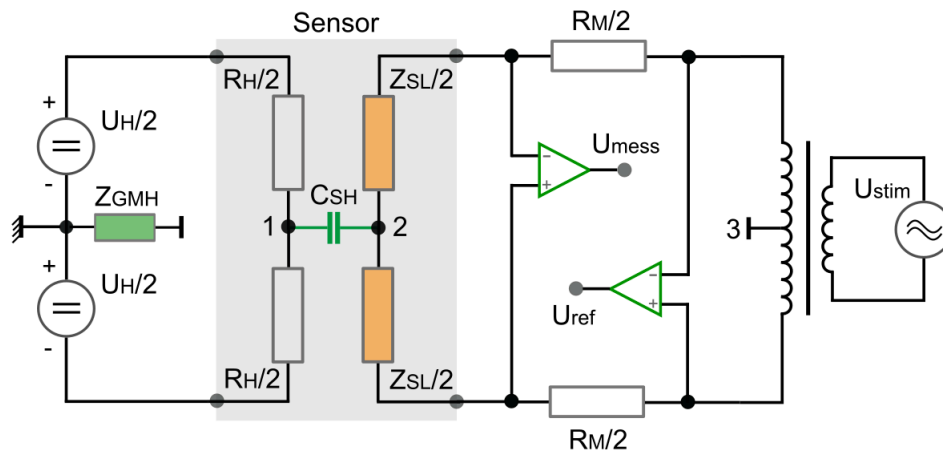 Sensor
RM/2
RH/2
ZSL/2
+
UH/2
-
Umess
-
+
ZGMH
CSH
1
2
3
Ustim
+
UH/2
-
Uref
-
+
RH/2
ZSL/2
RM/2